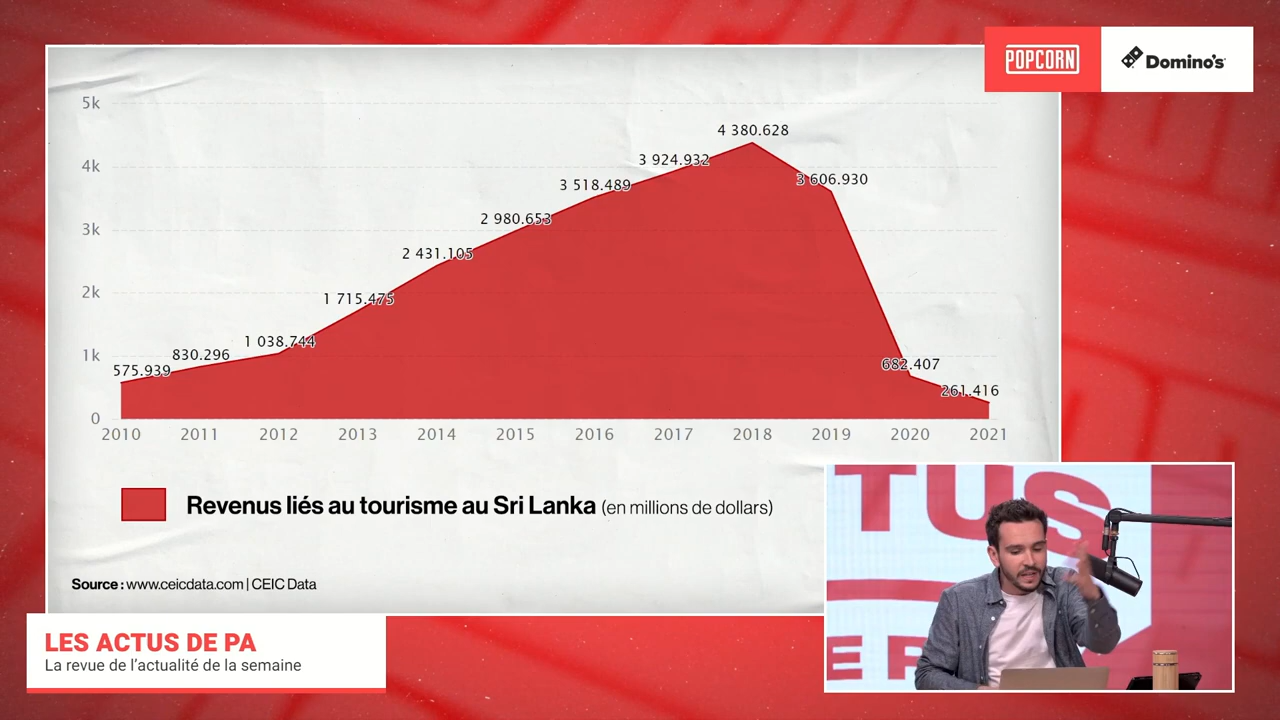 POPCORN
Domino's
5k
4k
3k
2k
1k
0
575.939
830.296
1 038.744
1 715.475
2 431.105
2 980.653
3 518.489
3 924.932
4 380.628
3 606.930
682.407
261.416
2010 2011 2012 2013 2014 2015 2016 2017 2018 2019 2020 2021
Revenus liés au tourisme au Sri Lanka (en millions de dollars)
Source : www.ceicdata.com | CEIC Data
LES ACTUS DE PA
La revue de l'actualité de la semaine
TUS
E P